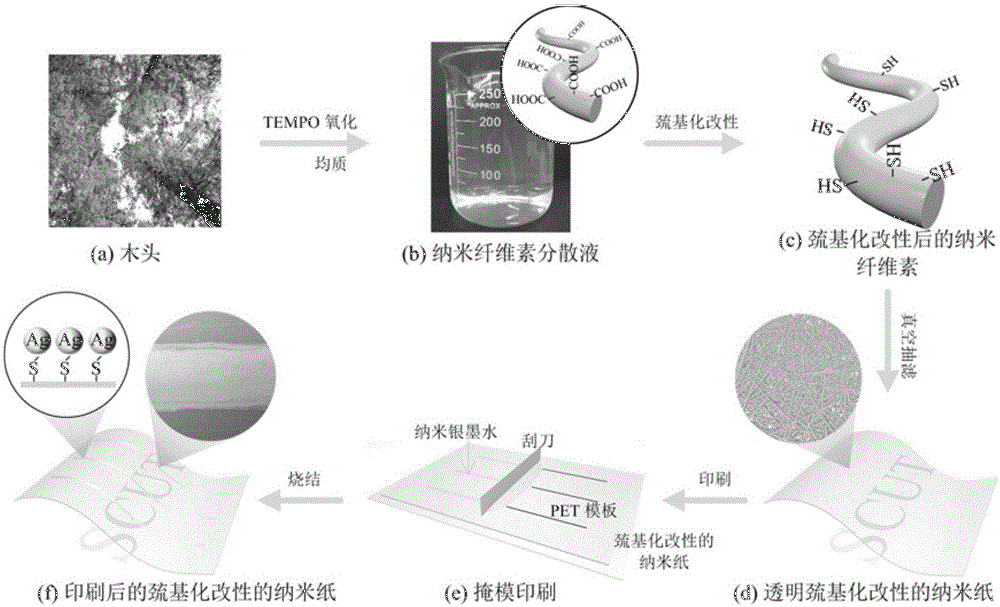 TEMPO 氧化
均质
250
APPROX
200
150
100
COOH
COOH
HOOC
COOH
HOOC
COOH
HOOC
巯基化改性
SH
SH
HS
HS
HS
SH
HS
(a) 木头
(b) 纳米纤维素分散液
(c) 巯基化改性后的纳米
纤维素
真空抽滤
Ag Ag Ag
S S S
SCUT
烧结
纳米银墨水
刮刀
PET 模板
巯基化改性的
纳米纸
印刷
SCUT
(f) 印刷后的巯基化改性的纳米纸
(e) 掩模印刷
(d) 透明巯基化改性的纳米纸